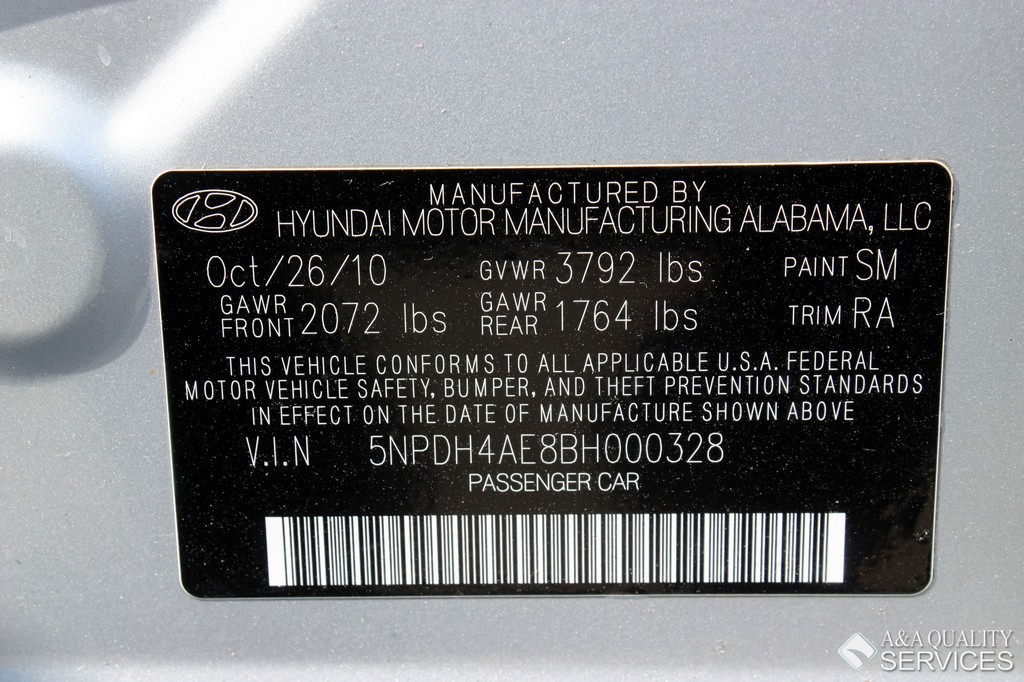 MANUFACTURED BY
HYUNDAI MOTOR MANUFACTURING ALABAMA, LLC
Oct/26/10 GVWR 3792 lbs PAINT SM
GAWR FRONT 2072 lbs GAWR REAR 1764 lbs TRIM RA
THIS VEHICLE CONFORMS TO ALL APPLICABLE U.S.A. FEDERAL
MOTOR VEHICLE SAFETY, BUMPER, AND THEFT PREVENTION STANDARDS
IN EFFECT ON THE DATE OF MANUFACTURE SHOWN ABOVE
V.I.N 5NPDH4AE8BH000328
PASSENGER CAR
A&A QUALITY
SERVICES